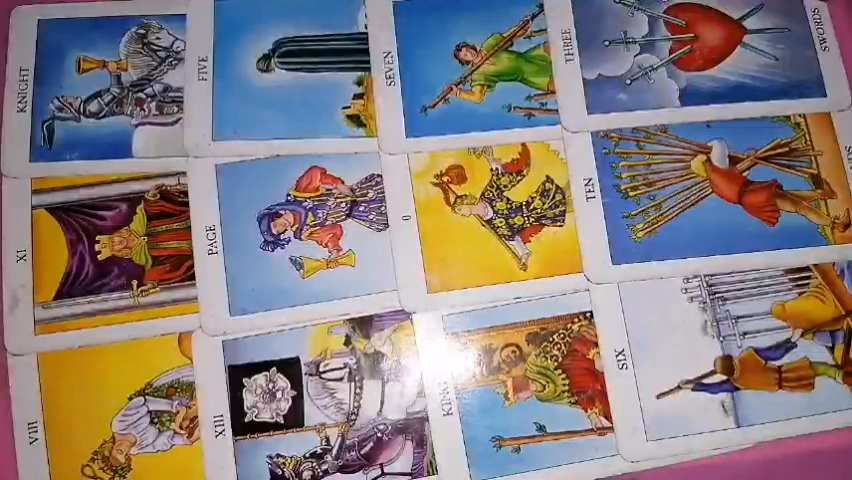 KNIGHT
FIVE
SEVEN
THREE
SWORDS
XI
PAGE
0
TEN
VIII
XIII
KING
SIX